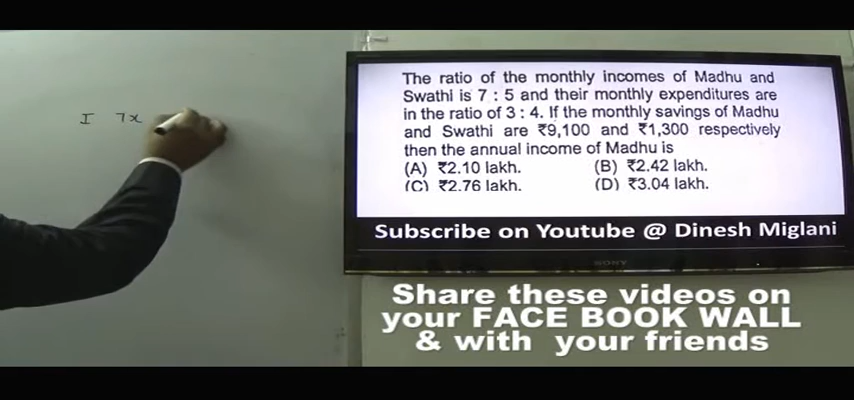 I 7x
The ratio of the monthly incomes of Madhu and
Swathi is 7 : 5 and their monthly expenditures are
in the ratio of 3 : 4. If the monthly savings of Madhu
and Swathi are ₹9,100 and ₹1,300 respectively
then the annual income of Madhu is
(A) ₹2.10 lakh. (B) ₹2.42 lakh.
(C) ₹2.76 lakh. (D) ₹3.04 lakh.
Subscribe on Youtube @ Dinesh Miglani
SONY
Share these videos on
your FACE BOOK WALL
& with your friends